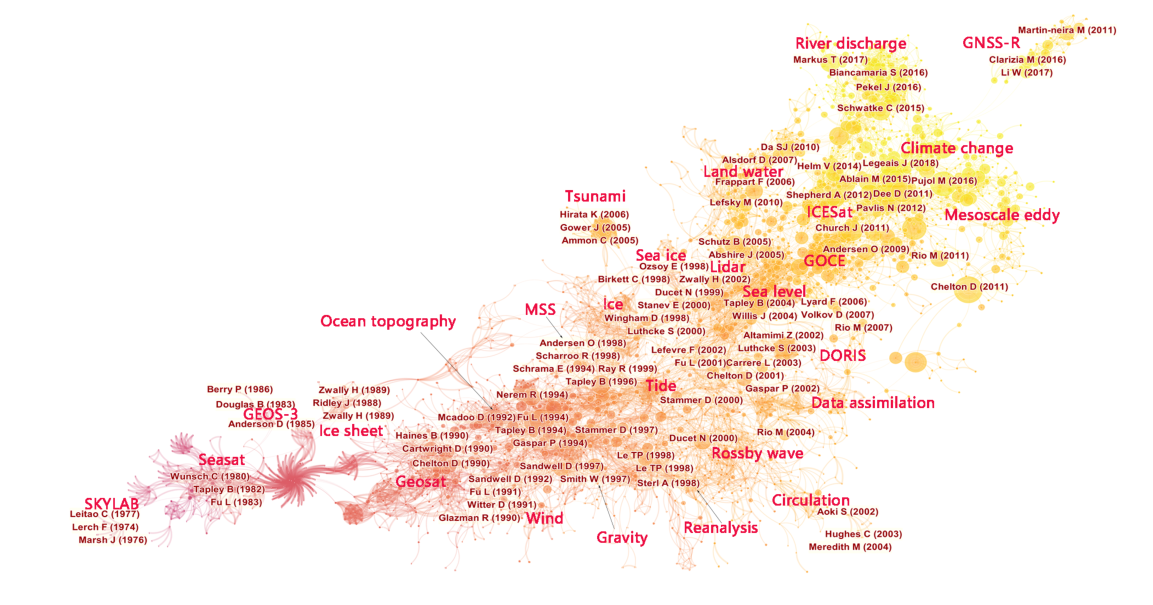 Martin-neira M (2011)
River discharge
GNSS-R
Markus T (2017)
Clarizia M (2016)
Biancamaria S (2016)
Li W (2017)
Pekel J (2016)
Schwatke C (2015)
Da SJ (2010)
Climate change
Alsdorf D (2007)
Helm V (2014)
Legeais J (2018)
Land water
Frappart F (2006)
Ablain M (2015)
Pujol M (2016)
Shepherd A (2012)
Dee D (2011)
Tsunami
Lefsky M (2010)
Pavlis N (2012)
ICESat
Mesoscale eddy
Hirata K (2006)
Gower J (2005)
Church J (2011)
Ammon C (2005)
Schutz B (2005)
Andersen O (2009)
Sea ice
Abshire J (2005)
Rio M (2011)
GOCE
Ozsoy E (1998)
Lidar
Birkett C (1998)
Zwally H (2002)
Chelton D (2011)
Ducet N (1999)
Sea level
Ice
Stanev E (2000)
Tapley B (2004)
Lyard F (2006)
MSS
Wingham D (1998)
Willis J (2004)
Volkov D (2007)
Ocean topography
Luthcke S (2000)
Rio M (2007)
Altamimi Z (2002)
Andersen O (1998)
Lefevre F (2002)
Luthcke S (2003)
DORIS
Scharroo R (1998)
Fu L (2001)
Carrere L (2003)
Schrama E (1994)
Ray R (1999)
Chelton D (2001)
Tapley B (1996)
Tide
Gaspar P (2002)
Berry P (1986)
Zwally H (1989)
Nerem R (1994)
Stammer D (2000)
Data assimilation
Douglas B (1983)
Ridley J (1988)
GEOS-3
Zwally H (1989)
Mcadoo D (1992)
Fu L (1994)
Anderson D (1985)
Ice sheet
Tapley B (1994)
Stammer D (1997)
Rio M (2004)
Haines B (1990)
Gaspar P (1994)
Ducet N (2000)
Cartwright D (1990)
Le TP (1998)
Rossby wave
Seasat
Chelton D (1990)
Sandwell D (1997)
Le TP (1998)
Wunsch C (1980)
Geosat
Sandwell D (1992)
Smith W (1997)
Sterl A (1998)
Tapley B (1982)
Fu L (1991)
Fu L (1983)
Witter D (1991)
Circulation
SKYLAB
Leitao C (1977)
Glazman R (1990)
Wind
Aoki S (2002)
Lerch F (1974)
Reanalysis
Marsh J (1976)
Gravity
Hughes C (2003)
Meredith M (2004)